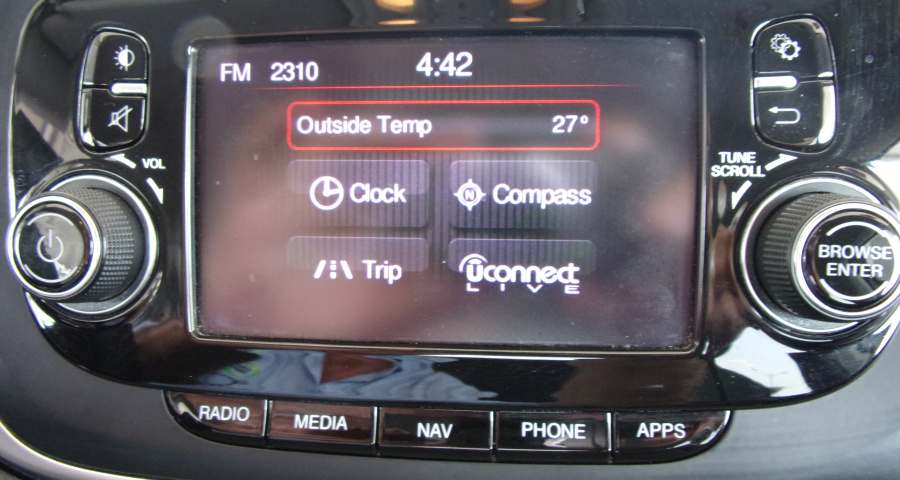 FM 2310 4:42
Outside Temp 27°
VOL
TUNE
SCROLL
N
Clock
Compass
Trip
uconnect
LIVE
BROWSE
ENTER
RADIO
MEDIA
NAV
PHONE
APPS